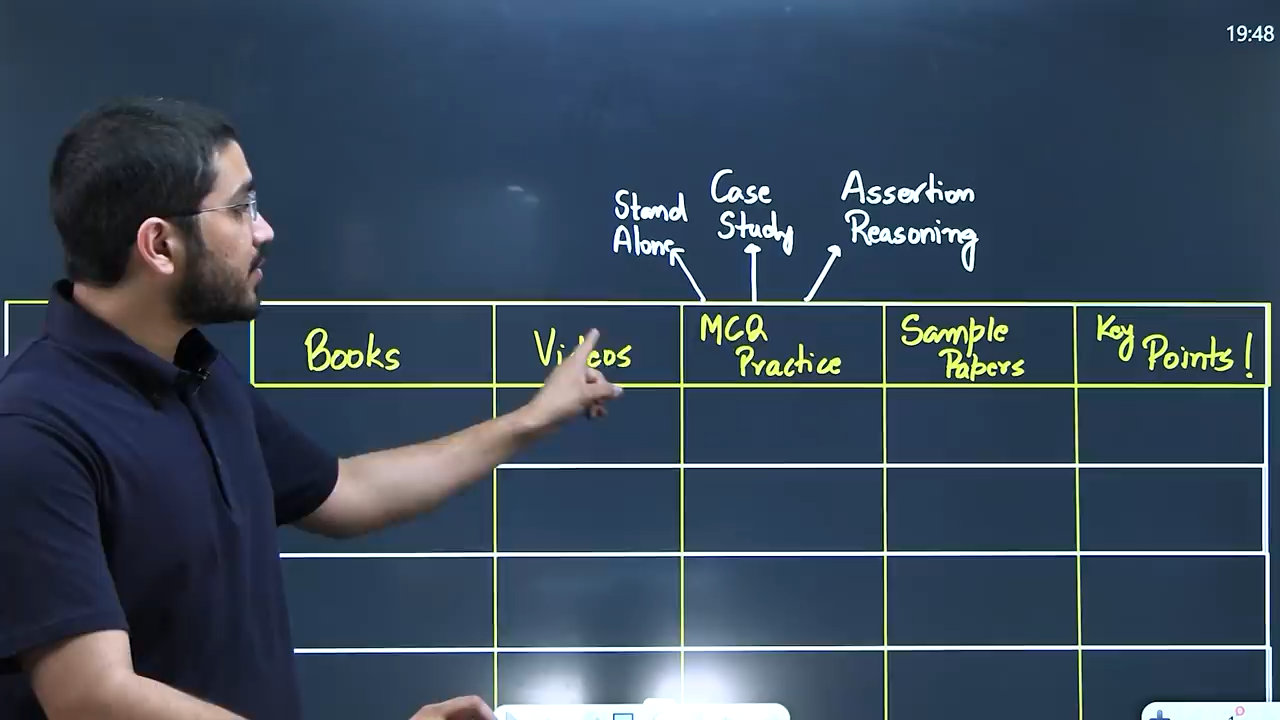 19:48
Stand
Alone
Case
Study
Assertion
Reasoning
Books
Videos
MCQ
Practice
Sample
Papers
Key
Points!